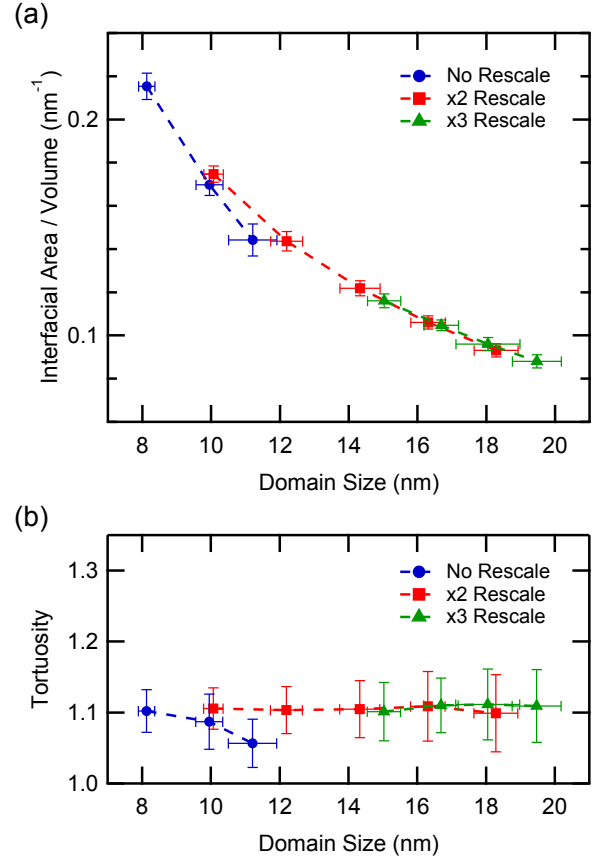 (a)
Interfacial Area / Volume (nm⁻¹)
0.2
0.1
No Rescale
x2 Rescale
x3 Rescale
8 10 12 14 16 18 20
Domain Size (nm)
(b)
Tortuosity
1.3
1.2
1.1
1.0
No Rescale
x2 Rescale
x3 Rescale
8 10 12 14 16 18 20
Domain Size (nm)